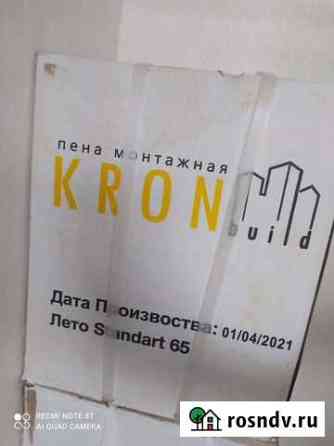 пена монтажная
KRON
build
Дата Произвоства: 01/04/2021
Лето Standart 65
REDMI NOTE 8T
AI QUAD CAMERA
rosndv.ru